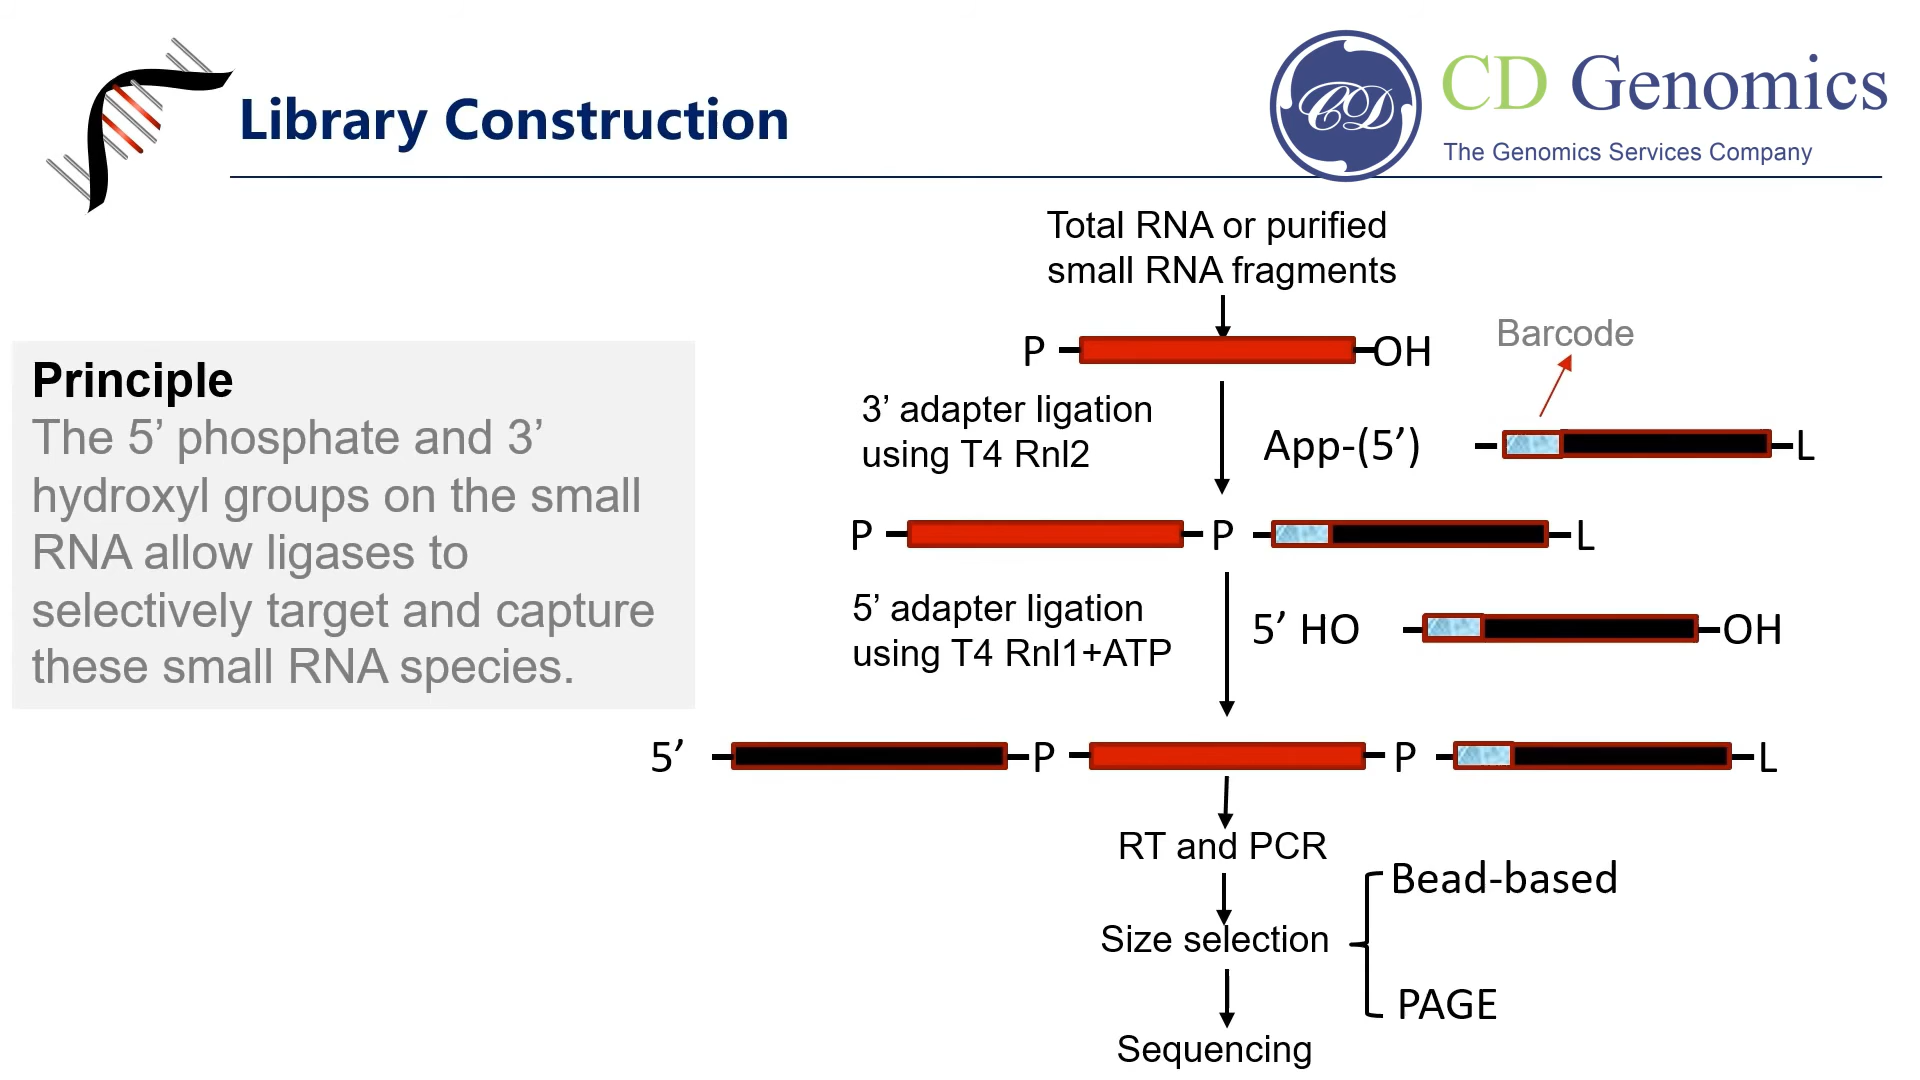 Library Construction
CD
CD Genomics
The Genomics Services Company
Total RNA or purified
small RNA fragments
P
OH
Barcode
3’ adapter ligation
using T4 Rnl2
App-(5’)
L
Principle
The 5’ phosphate and 3’
hydroxyl groups on the small
RNA allow ligases to
selectively target and capture
these small RNA species.
P
P
L
5’ adapter ligation
using T4 Rnl1+ATP
5’ HO
OH
5’
P
P
L
RT and PCR
Size selection
Bead-based
PAGE
Sequencing